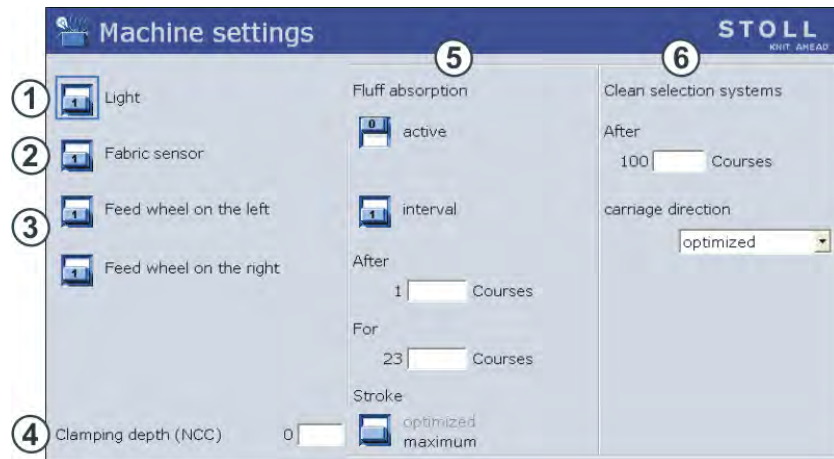 Machine settings
STOLL
KNIT AHEAD
1
1
Light
2
1
Fabric sensor
3
1
Feed wheel on the left
1
Feed wheel on the right
4
Clamping depth (NCC) 0
5
Fluff absorption
0
active
1
interval
After
1 Courses
For
23 Courses
Stroke
optimized
maximum
6
Clean selection systems
After
100 Courses
carriage direction
optimized